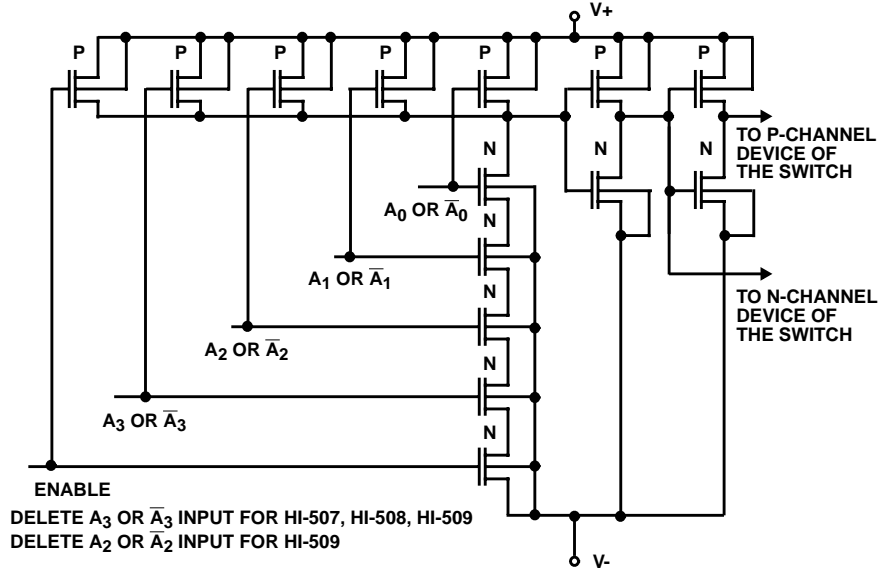 V+
P P P P P P P
TO P-CHANNEL
DEVICE OF
THE SWITCH
N N N
A0 OR A̅0
N
A1 OR A̅1
TO N-CHANNEL
DEVICE OF
THE SWITCH
N
A2 OR A̅2
N
A3 OR A̅3
N
ENABLE
DELETE A3 OR A̅3 INPUT FOR HI-507, HI-508, HI-509
DELETE A2 OR A̅2 INPUT FOR HI-509
V-